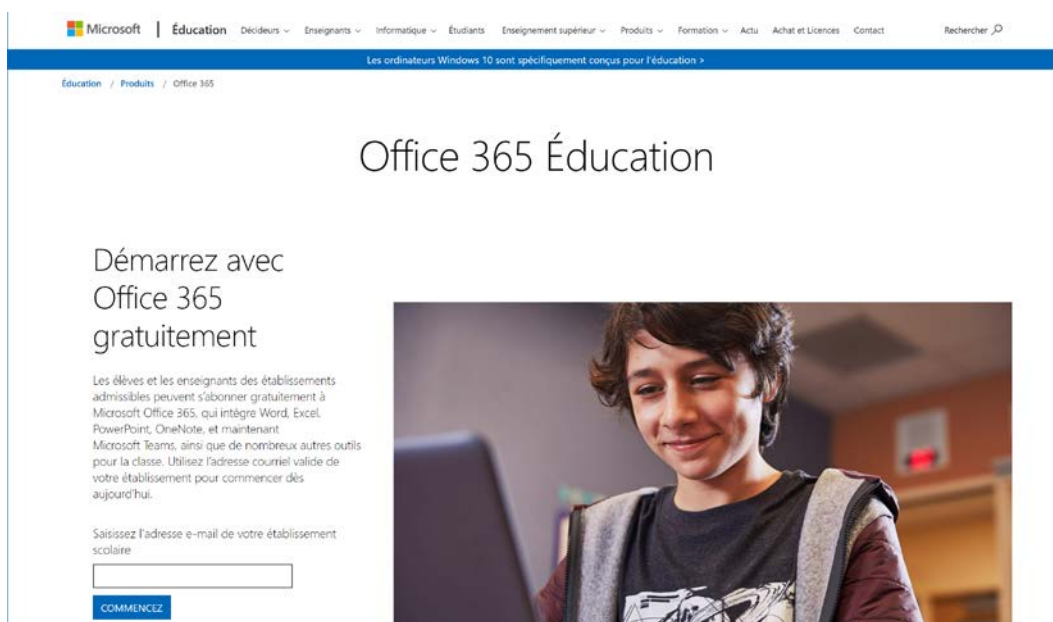 Microsoft | Éducation Décideurs Enseignants Informatique Étudiants Enseignement supérieur Produits Formation Actu Achat et Licences Contact Rechercher
Les ordinateurs Windows 10 sont spécifiquement conçus pour l'éducation >
Éducation / Produits / Office 365
Office 365 Éducation
Démarrez avec
Office 365
gratuitement
Les élèves et les enseignants des établissements
admissibles peuvent s'abonner gratuitement à
Microsoft Office 365, qui intègre Word, Excel,
PowerPoint, OneNote, et maintenant
Microsoft Teams, ainsi que de nombreux autres outils
pour la classe. Utilisez l'adresse courriel valide de
votre établissement pour commencer dès
aujourd'hui.
Saisissez l'adresse e-mail de votre établissement
scolaire
COMMENCEZ